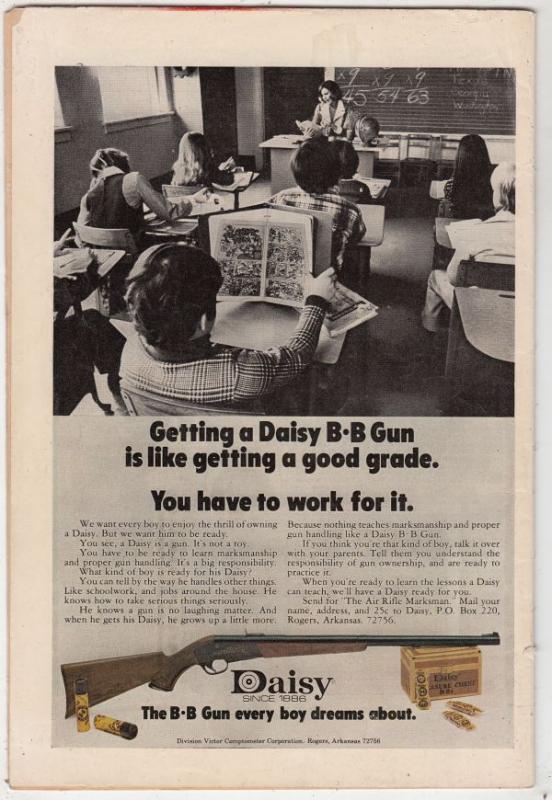 x9 x9 x9
45 54 63
Texas
Georgia
Washington
Getting a Daisy B·B Gun
is like getting a good grade.
You have to work for it.
We want every boy to enjoy the thrill of owning
a Daisy. But we want him to be ready.
You see, a Daisy is a gun. It's not a toy.
You have to be ready to learn marksmanship
and proper gun handling. It's a big responsibility.
What kind of boy is ready for his Daisy?
You can tell by the way he handles other things.
Like schoolwork, and jobs around the house. He
knows how to take serious things seriously.
He knows a gun is no laughing matter. And
when he gets his Daisy, he grows up a little more.
Because nothing teaches marksmanship and proper
gun handling like a Daisy B·B Gun.
If you think you're that kind of boy, talk it over
with your parents. Tell them you understand the
responsibility of gun ownership, and are ready to
practice it.
When you're ready to learn the lessons a Daisy
can teach, we'll have a Daisy ready for you.
Send for "The Air Rifle Marksman." Mail your
name, address, and 25c to Daisy, P.O. Box 220,
Rogers, Arkansas. 72756.
Daisy
SINCE 1886
Daisy
The B·B Gun every boy dreams about.
Division Victor Comptometer Corporation. Rogers, Arkansas 72756